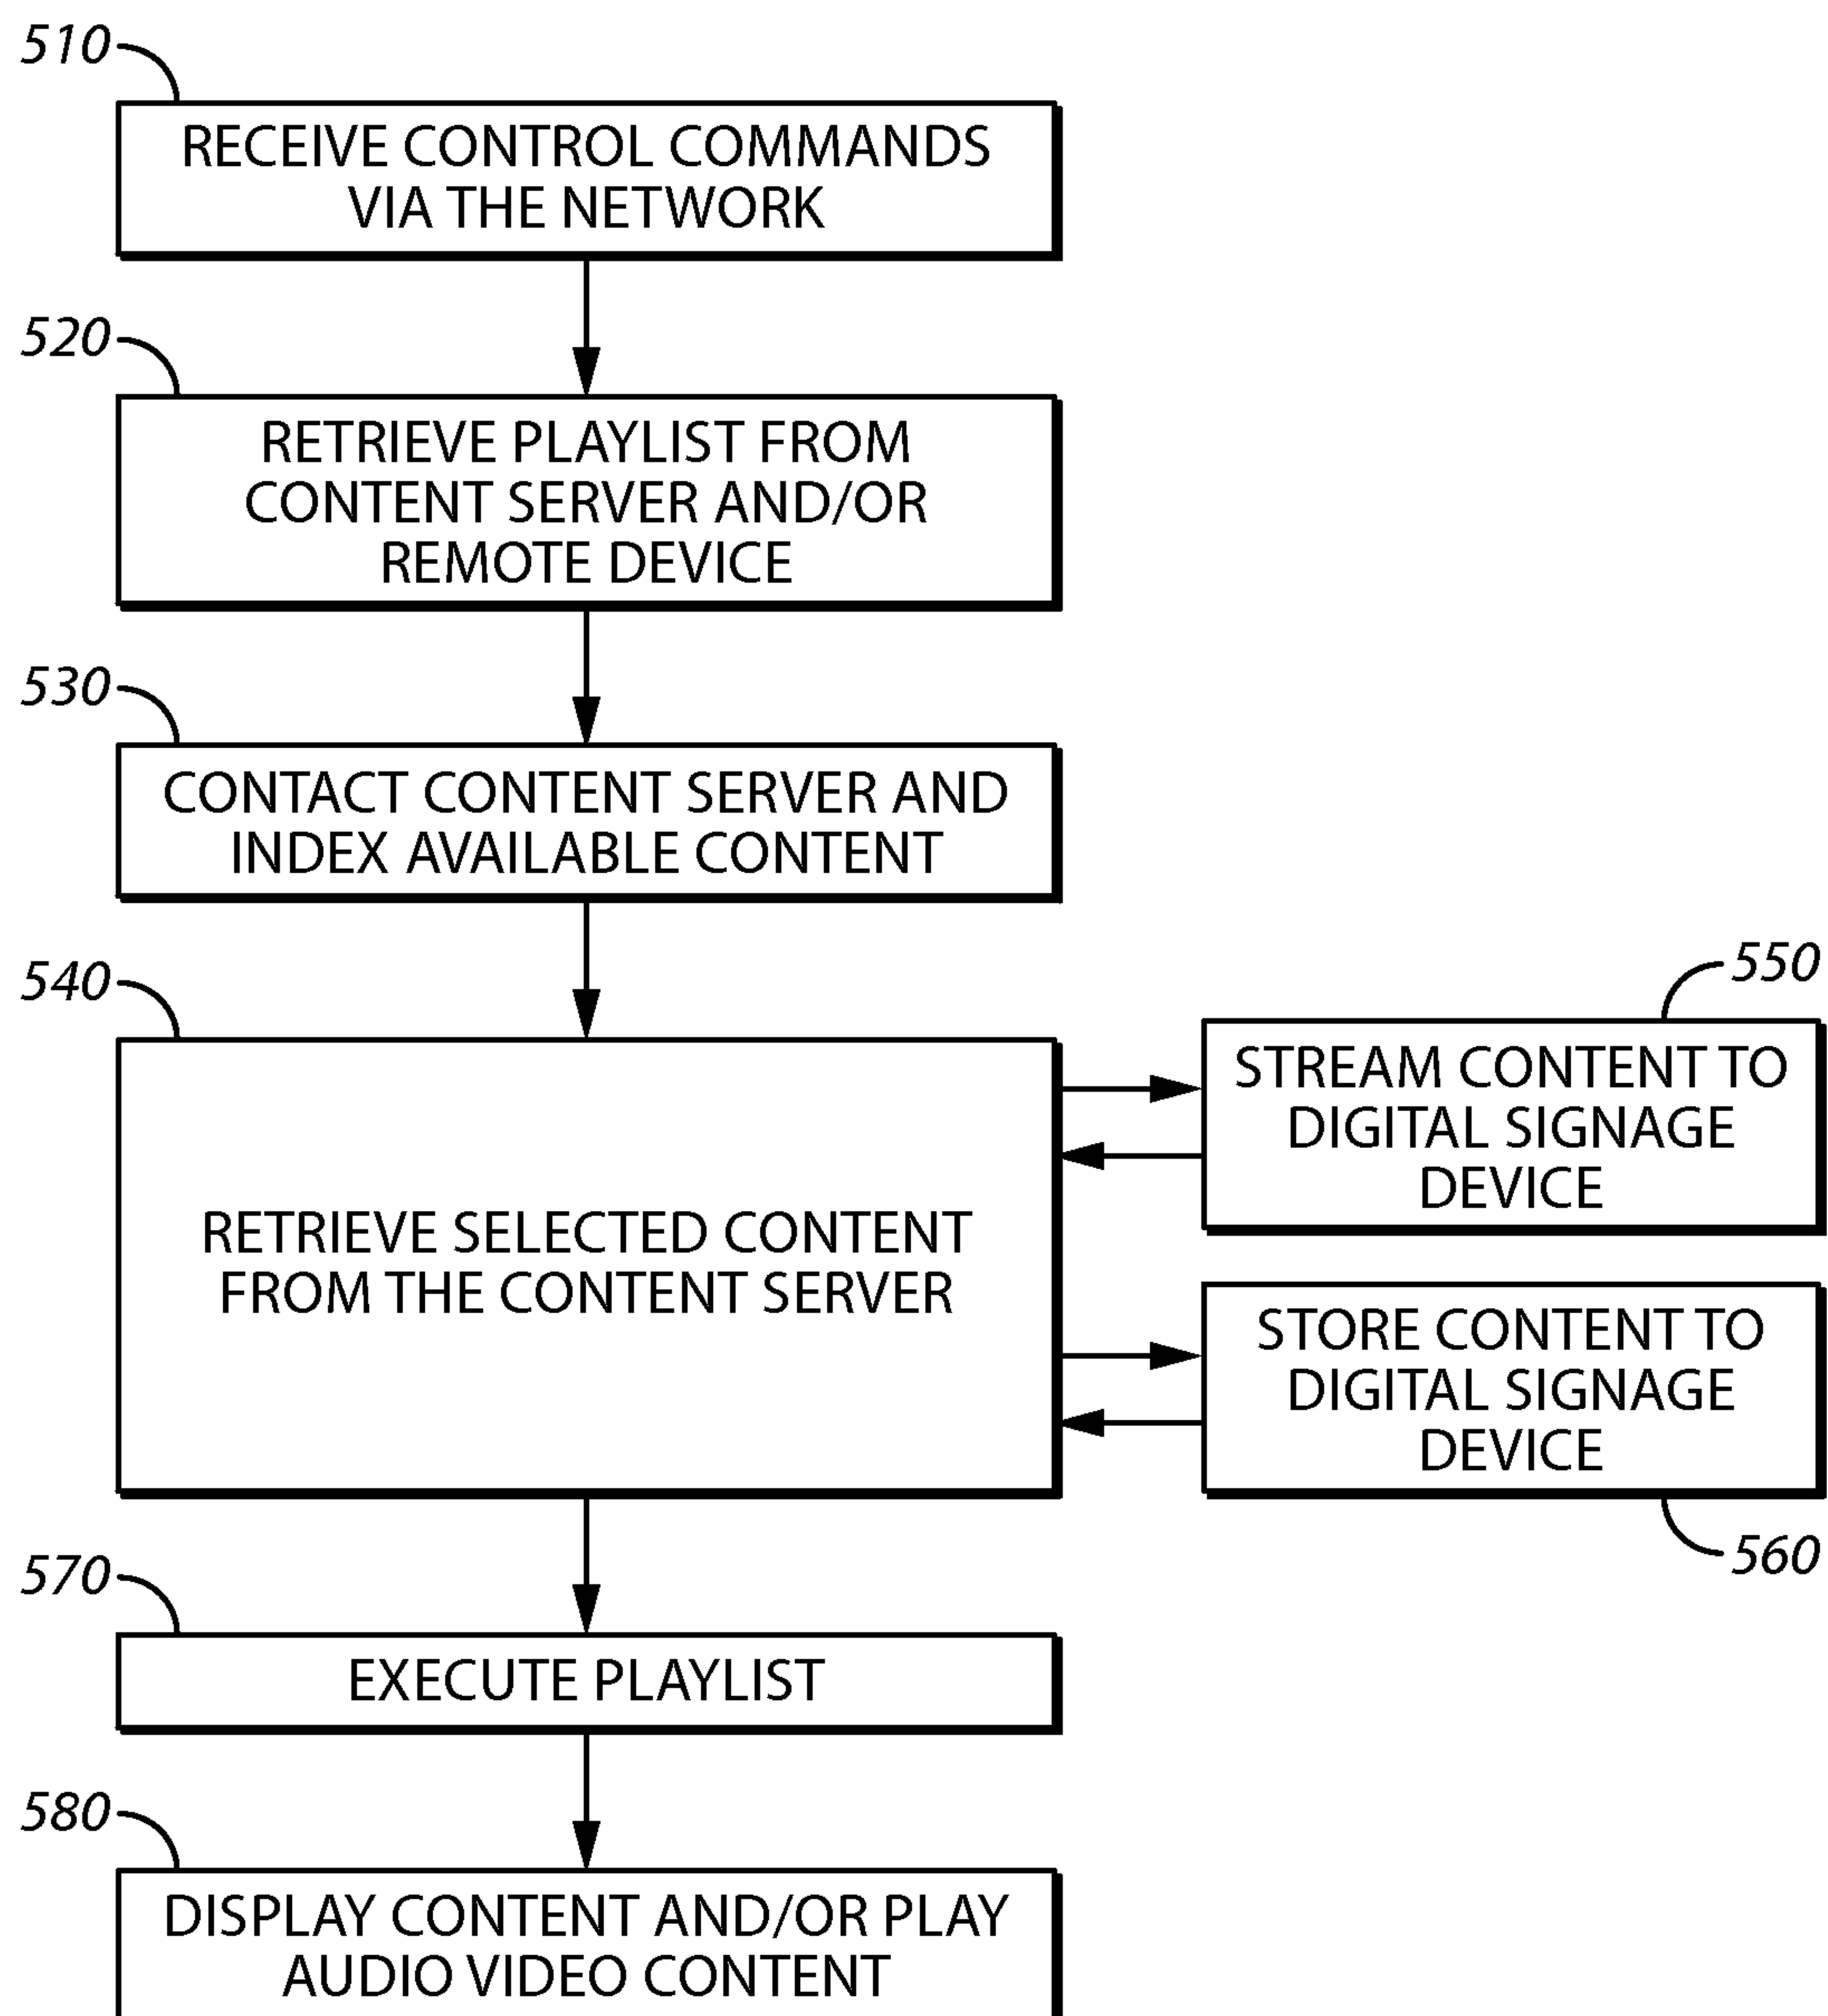 510
RECEIVE CONTROL COMMANDS
VIA THE NETWORK
520
RETRIEVE PLAYLIST FROM
CONTENT SERVER AND/OR
REMOTE DEVICE
530
CONTACT CONTENT SERVER AND
INDEX AVAILABLE CONTENT
540
RETRIEVE SELECTED CONTENT
FROM THE CONTENT SERVER
550
STREAM CONTENT TO
DIGITAL SIGNAGE
DEVICE
STORE CONTENT TO
DIGITAL SIGNAGE
DEVICE
560
570
EXECUTE PLAYLIST
580
DISPLAY CONTENT AND/OR PLAY
AUDIO VIDEO CONTENT